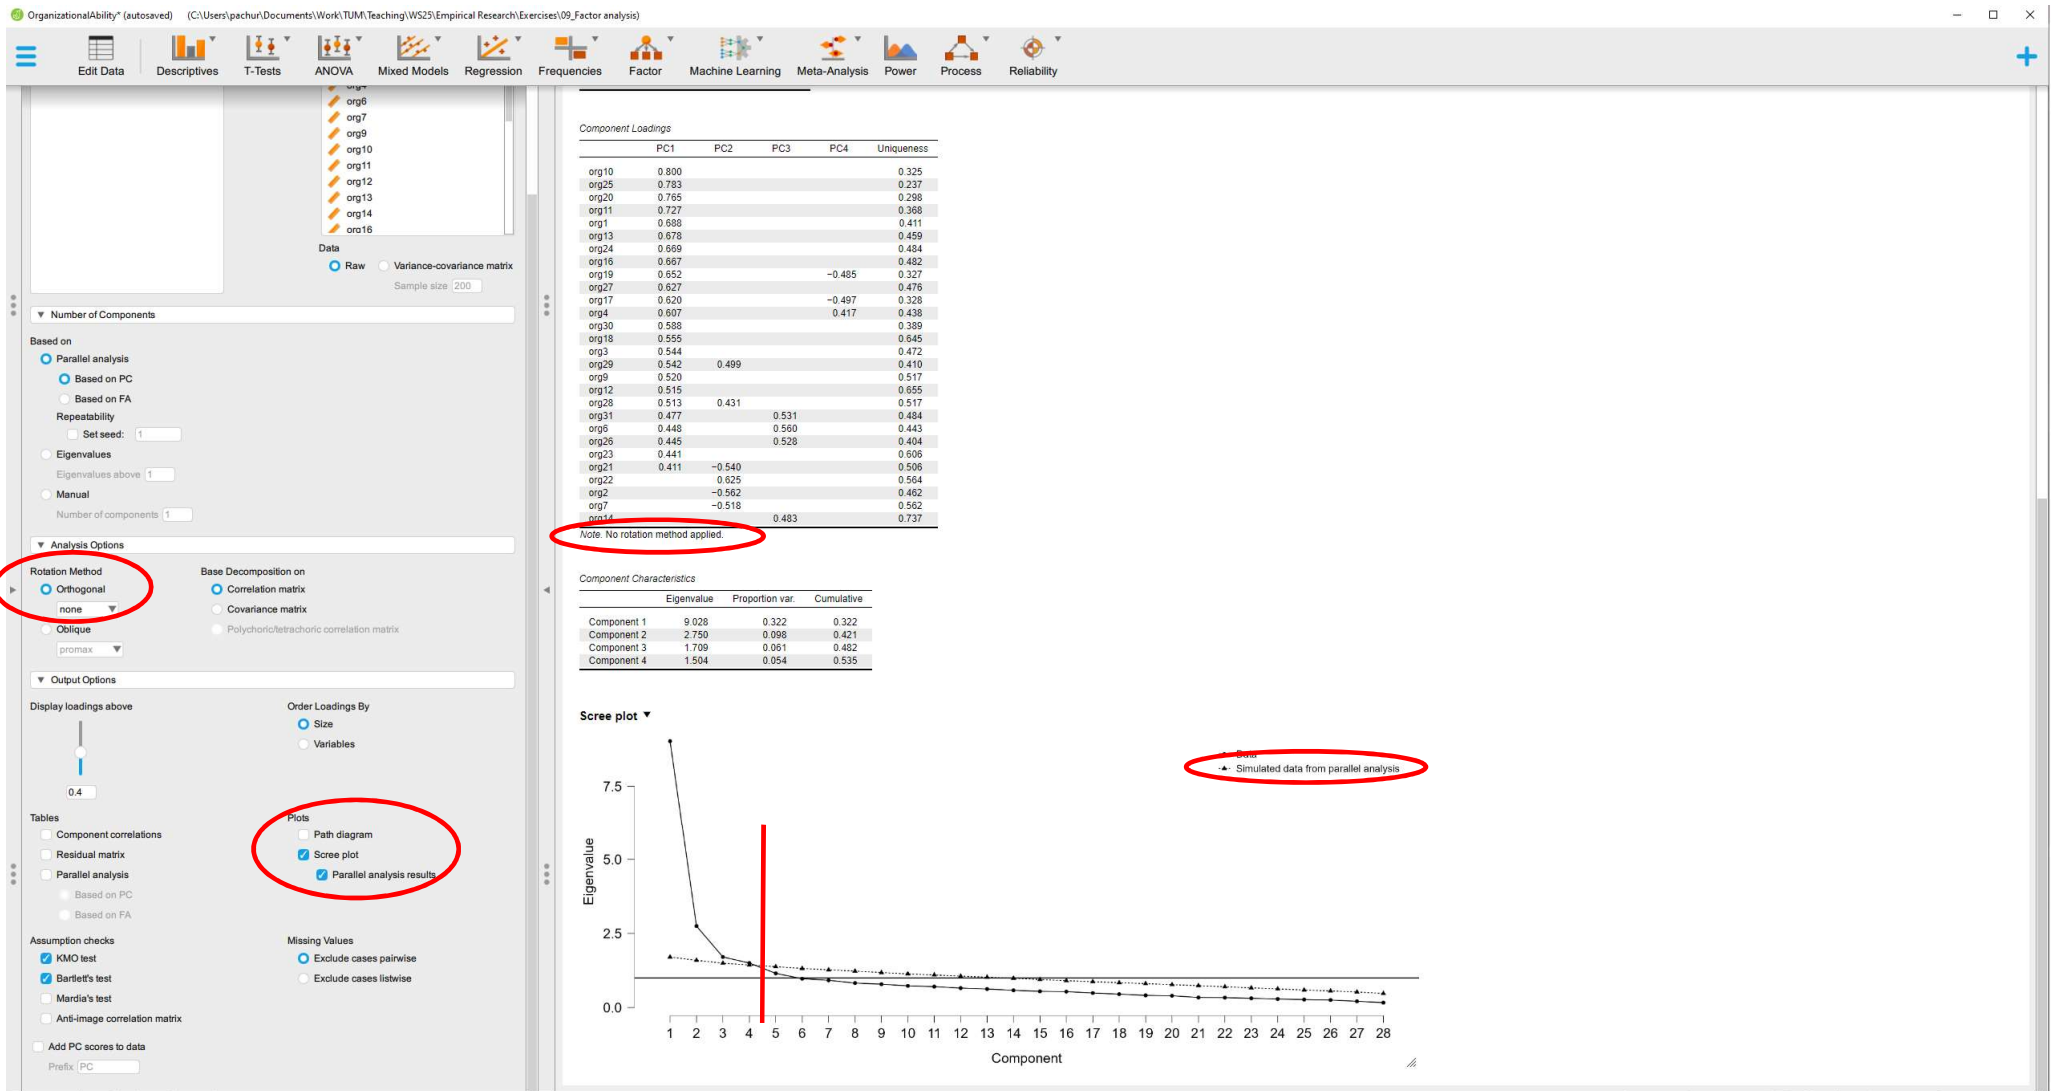 OrganizationalAbility* (autosaved) (C:\Users\pachur\Documents\Work\TUM\Teaching\WS25\Empirical Research\Exercises\09_Factor analysis)
Edit Data Descriptives T-Tests ANOVA Mixed Models Regression Frequencies Factor Machine Learning Meta-Analysis Power Process Reliability
org6
org7
org9
org10
org11
org12
org13
org14
org16
Data
Raw Variance-covariance matrix
Sample size 200
▼ Number of Components
Based on
Parallel analysis
Based on PC
Based on FA
Repeatability
Set seed: 1
Eigenvalues
Eigenvalues above 1
Manual
Number of components 1
▼ Analysis Options
Rotation Method Base Decomposition on
Orthogonal Correlation matrix
none ▼ Covariance matrix
Oblique Polychoric/tetrachoric correlation matrix
promax ▼
▼ Output Options
Display loadings above Order Loadings By
Size
Variables
0.4
Tables Plots
Component correlations Path diagram
Residual matrix Scree plot
Parallel analysis Parallel analysis results
Based on PC
Based on FA
Assumption checks Missing Values
KMO test Exclude cases pairwise
Bartlett's test Exclude cases listwise
Mardia's test
Anti-image correlation matrix
Add PC scores to data
Prefix PC
Component Loadings
PC1 PC2 PC3 PC4 Uniqueness
org10 0.800 0.325
org25 0.783 0.237
org20 0.765 0.298
org11 0.727 0.368
org1 0.688 0.411
org13 0.678 0.459
org24 0.669 0.484
org16 0.667 0.482
org19 0.652 −0.485 0.327
org27 0.627 0.476
org17 0.620 −0.497 0.328
org4 0.607 0.417 0.438
org30 0.588 0.389
org18 0.555 0.645
org3 0.544 0.472
org29 0.542 0.499 0.410
org9 0.520 0.517
org12 0.515 0.655
org28 0.513 0.431 0.517
org31 0.477 0.531 0.484
org6 0.448 0.560 0.443
org26 0.445 0.528 0.404
org23 0.441 0.606
org21 0.411 −0.540 0.506
org22 0.625 0.564
org2 −0.562 0.462
org7 −0.518 0.562
org14 0.483 0.737
Note. No rotation method applied.
Component Characteristics
Eigenvalue Proportion var. Cumulative
Component 1 9.028 0.322 0.322
Component 2 2.750 0.098 0.421
Component 3 1.709 0.061 0.482
Component 4 1.504 0.054 0.535
Scree plot ▼
Data
Simulated data from parallel analysis
7.5
5.0
2.5
0.0
Eigenvalue
1 2 3 4 5 6 7 8 9 10 11 12 13 14 15 16 17 18 19 20 21 22 23 24 25 26 27 28
Component